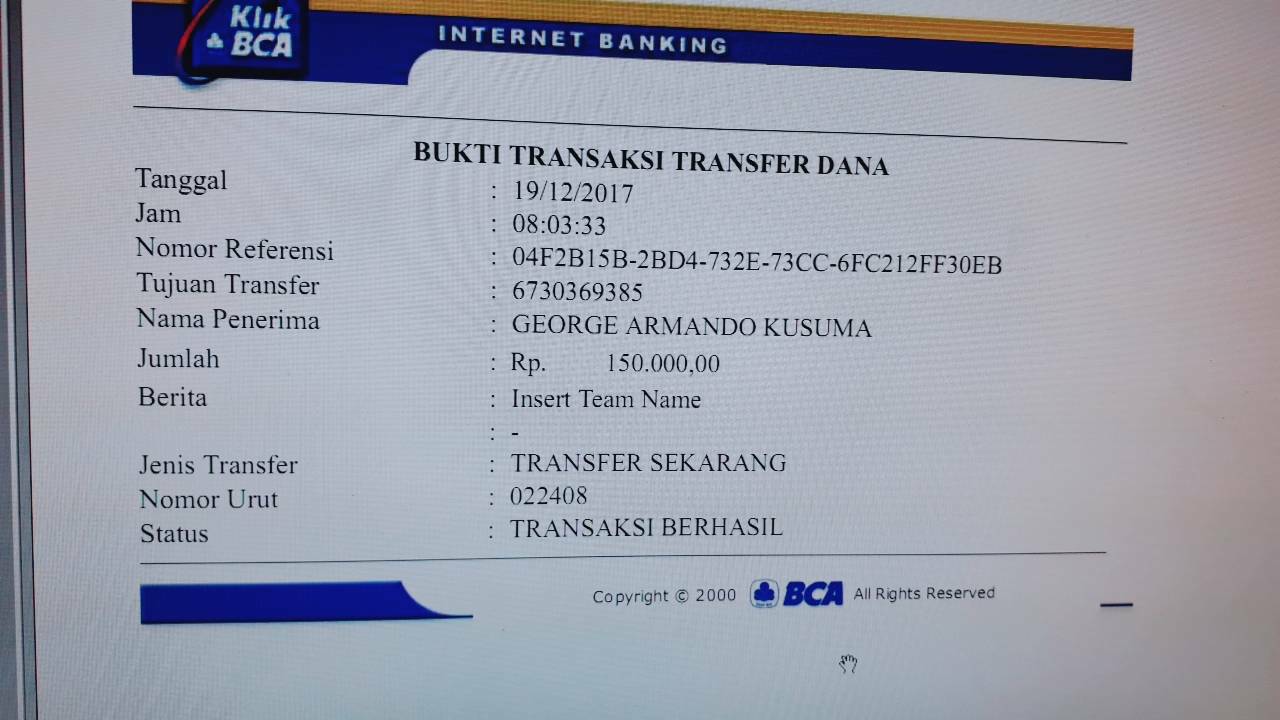 Klik
BCA
INTERNET BANKING
BUKTI TRANSAKSI TRANSFER DANA
Tanggal : 19/12/2017
Jam : 08:03:33
Nomor Referensi : 04F2B15B-2BD4-732E-73CC-6FC212FF30EB
Tujuan Transfer : 6730369385
Nama Penerima : GEORGE ARMANDO KUSUMA
Jumlah : Rp. 150.000,00
Berita : Insert Team Name
: -
Jenis Transfer : TRANSFER SEKARANG
Nomor Urut : 022408
Status : TRANSAKSI BERHASIL
Copyright © 2000 BCA All Rights Reserved